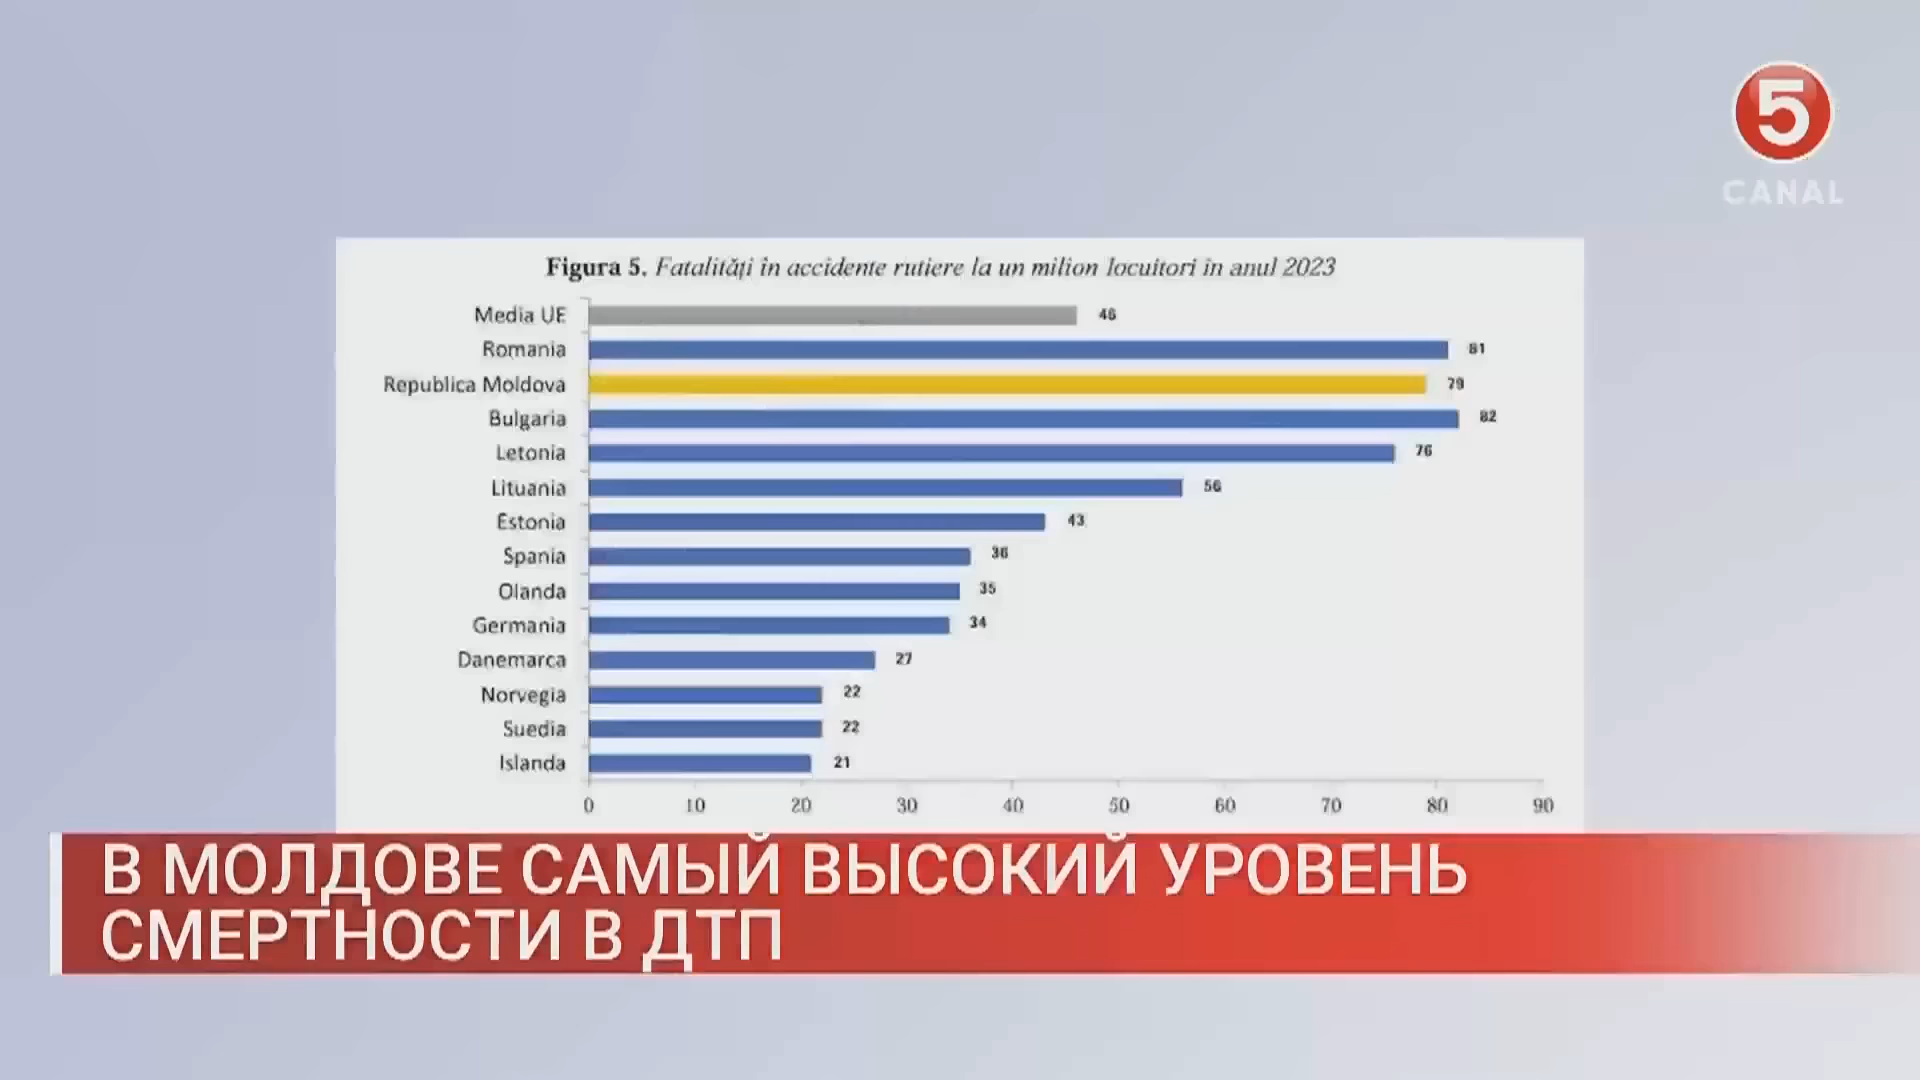 5
CANAL
Figura 5. Fatalități în accidente rutiere la un milion locuitori în anul 2023
Media UE 46
Romania 81
Republica Moldova 79
Bulgaria 82
Letonia 76
Lituania 56
Estonia 43
Spania 36
Olanda 35
Germania 34
Danemarca 27
Norvegia 22
Suedia 22
Islanda 21
0 10 20 30 40 50 60 70 80 90
В МОЛДОВЕ САМЫЙ ВЫСОКИЙ УРОВЕНЬ
СМЕРТНОСТИ В ДТП